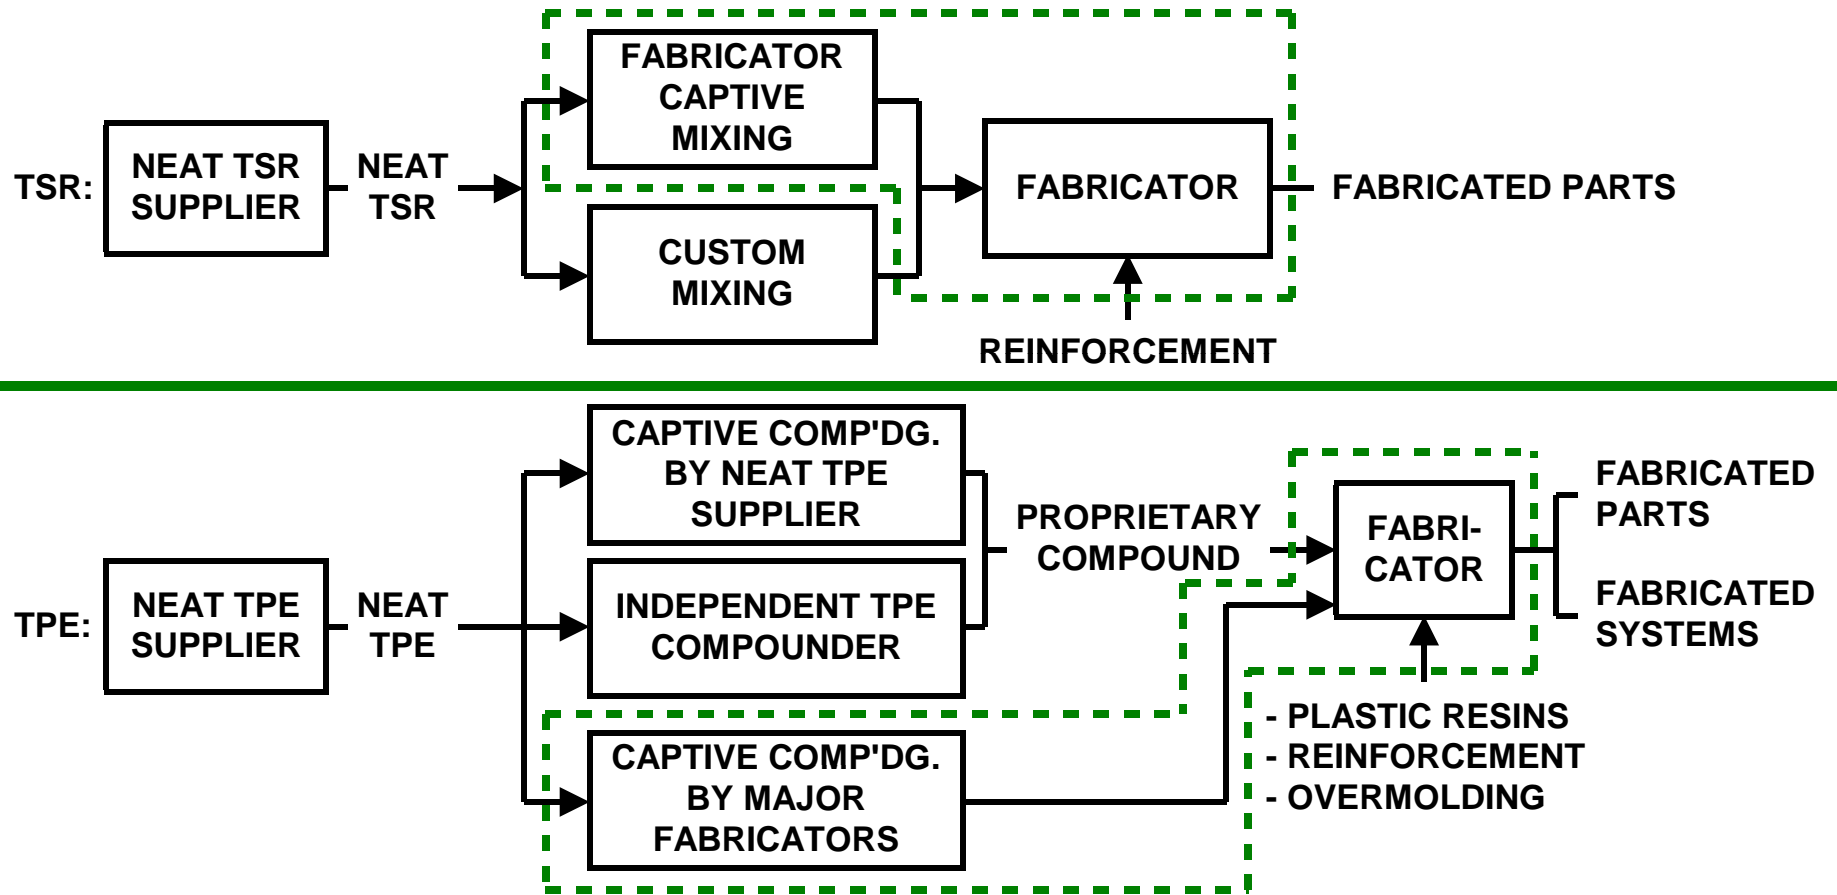 TSR:
NEAT TSR
SUPPLIER
NEAT
TSR
FABRICATOR
CAPTIVE
MIXING
CUSTOM
MIXING
FABRICATOR
FABRICATED PARTS
REINFORCEMENT
TPE:
NEAT TPE
SUPPLIER
NEAT
TPE
CAPTIVE COMP'DG.
BY NEAT TPE
SUPPLIER
INDEPENDENT TPE
COMPOUNDER
CAPTIVE COMP'DG.
BY MAJOR
FABRICATORS
PROPRIETARY
COMPOUND
FABRI-
CATOR
FABRICATED
PARTS
FABRICATED
SYSTEMS
- PLASTIC RESINS
- REINFORCEMENT
- OVERMOLDING